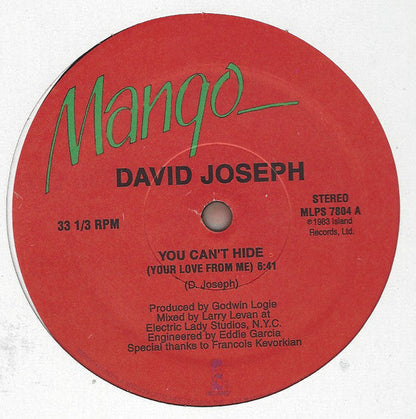 Mango
DAVID JOSEPH
33 1/3 RPM
STEREO
MLPS 7804 A
℗1983 Island
Records, Ltd.
YOU CAN'T HIDE
(YOUR LOVE FROM ME) 6:41
(D. Joseph)
Produced by Godwin Logie
Mixed by Larry Levan at
Electric Lady Studios, N.Y.C.
Engineered by Eddie Garcia
Special thanks to Francois Kevorkian